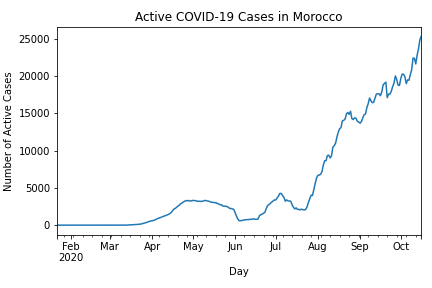 Active COVID-19 Cases in Morocco
Number of Active Cases
25000
20000
15000
10000
5000
0
Feb Mar Apr May Jun Jul Aug Sep Oct
2020
Day